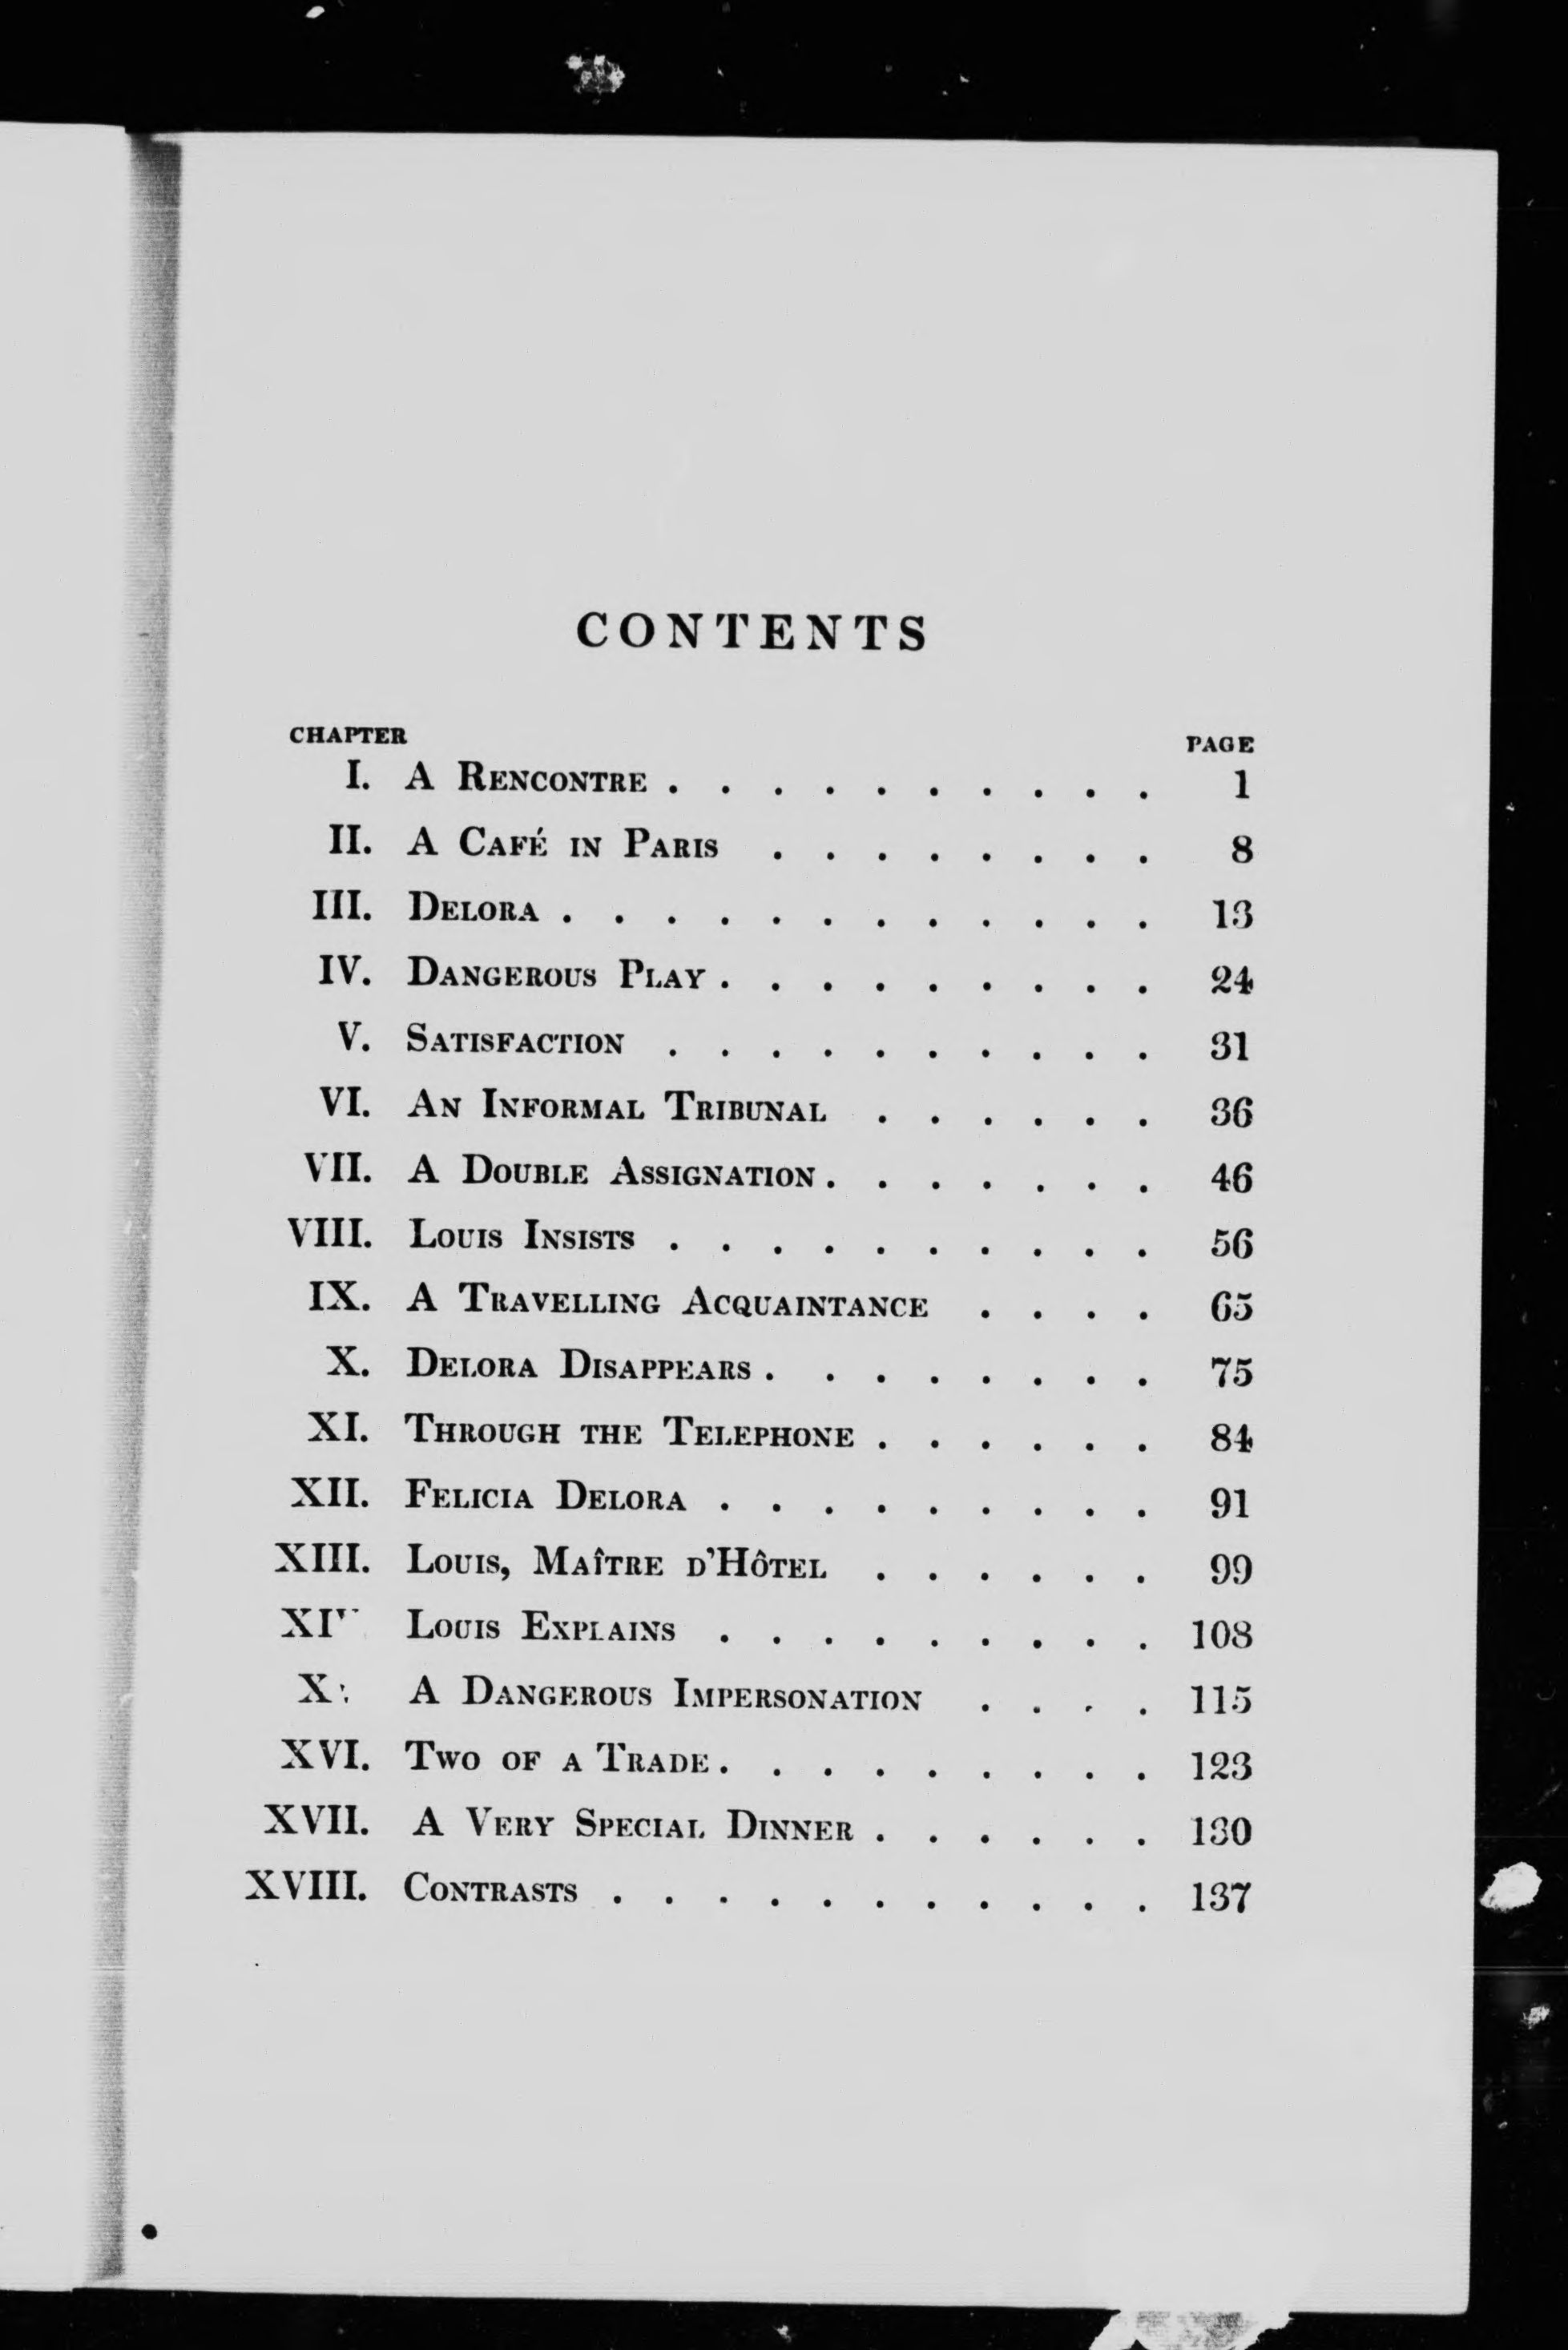 CONTENTS
CHAPTER PAGE
I. A RENCONTRE . . . . . . . . . . 1
II. A CAFÉ IN PARIS . . . . . . . . 8
III. DELORA . . . . . . . . . . . . 13
IV. DANGEROUS PLAY . . . . . . . . . 24
V. SATISFACTION . . . . . . . . . . 31
VI. AN INFORMAL TRIBUNAL . . . . . . 36
VII. A DOUBLE ASSIGNATION . . . . . . . 46
VIII. LOUIS INSISTS . . . . . . . . . . 56
IX. A TRAVELLING ACQUAINTANCE . . . . 65
X. DELORA DISAPPEARS . . . . . . . . 75
XI. THROUGH THE TELEPHONE . . . . . . 84
XII. FELICIA DELORA . . . . . . . . . 91
XIII. LOUIS, MAÎTRE D'HÔTEL . . . . . . 99
LOUIS EXPLAINS . . . . . . . . . 108
A DANGEROUS IMPERSONATION . . . . 115
XVI. TWO OF A TRADE . . . . . . . . . 123
XVII. A VERY SPECIAL DINNER . . . . . . 130
XVIII. CONTRASTS . . . . . . . . . . . 137